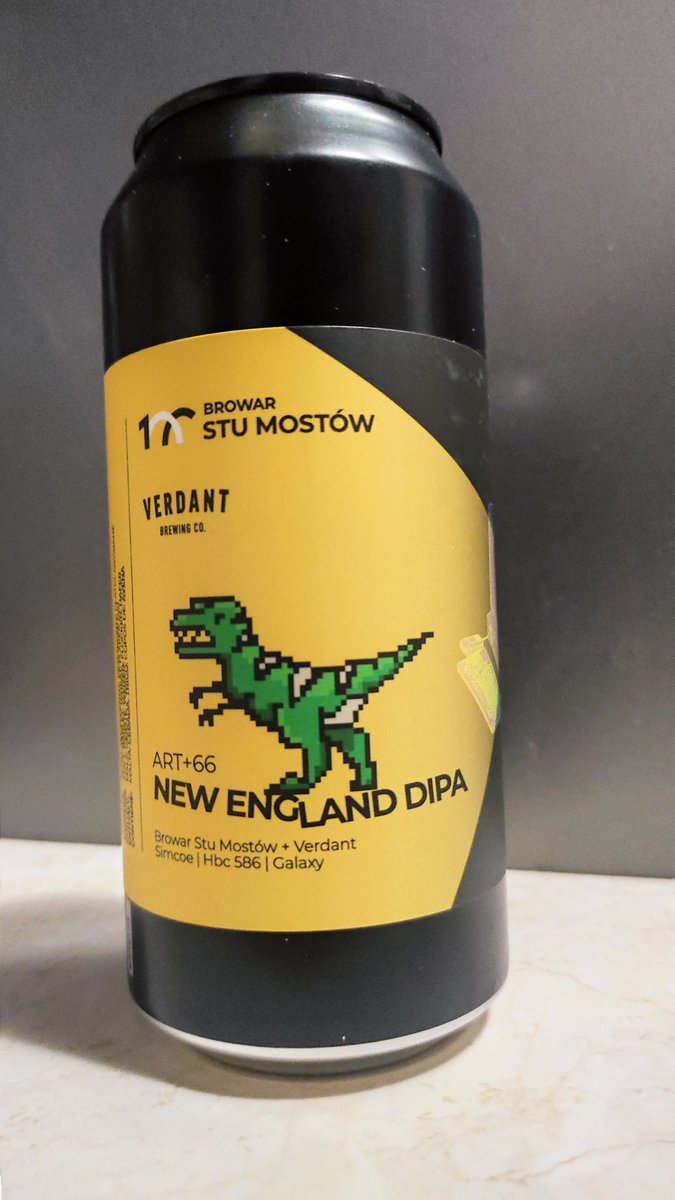 BROWAR
STU MOSTÓW
VERDANT
BREWING CO.
ART+66
NEW ENGLAND DIPA
Browar Stu Mostów + Verdant
Simcoe | Hbc 586 | Galaxy